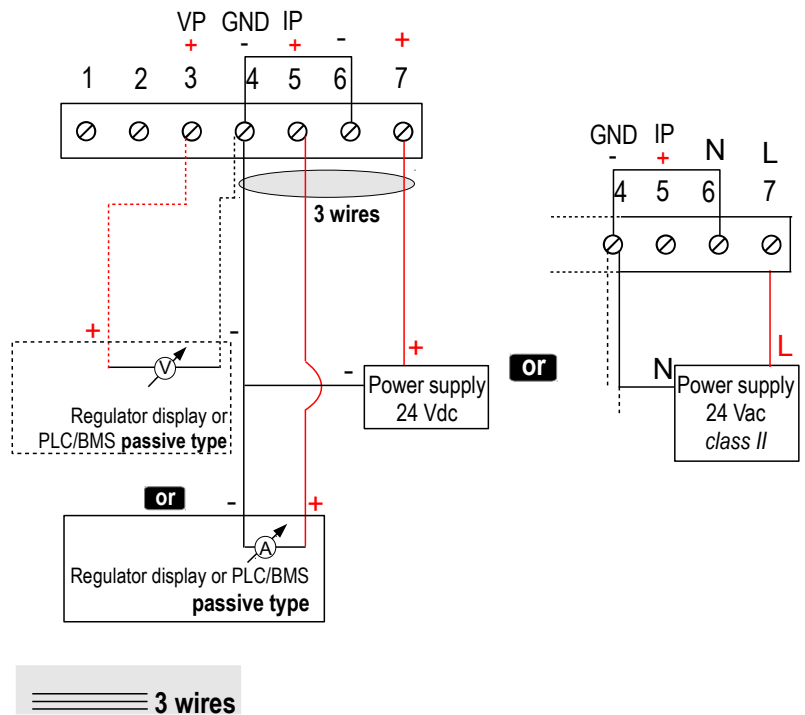 VP GND IP
+ - + - +
1 2 3 4 5 6 7
3 wires
+
-
V
Regulator display or
PLC/BMS passive type
- +
Power supply
24 Vdc
or
- +
A
Regulator display or PLC/BMS
passive type
3 wires
or
GND IP N L
- +
4 5 6 7
N L
Power supply
24 Vac
class II